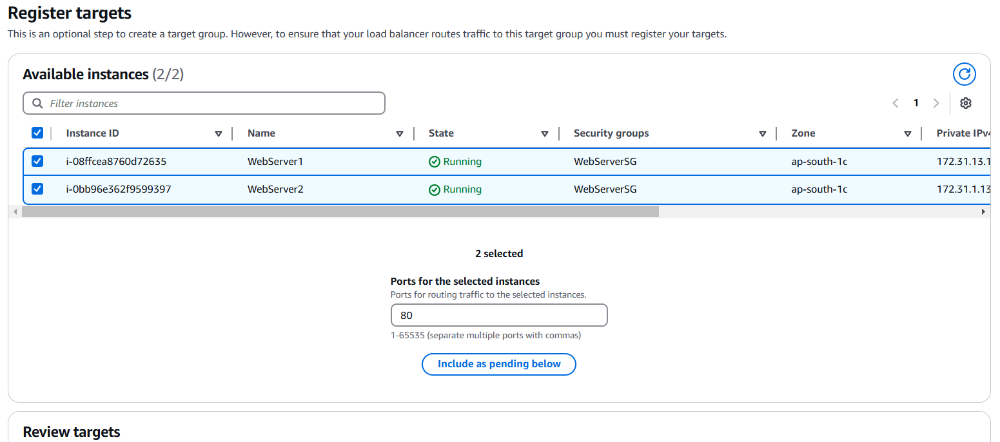 Register targets
This is an optional step to create a target group. However, to ensure that your load balancer routes traffic to this target group you must register your targets.
Available instances (2/2)
Filter instances
1
Instance ID Name State Security groups Zone Private IPv4
i-08ffcea8760d72635 WebServer1 Running WebServerSG ap-south-1c 172.31.13.1
i-0bb96e362f9599397 WebServer2 Running WebServerSG ap-south-1c 172.31.1.13
2 selected
Ports for the selected instances
Ports for routing traffic to the selected instances.
80
1-65535 (separate multiple ports with commas)
Include as pending below
Review targets